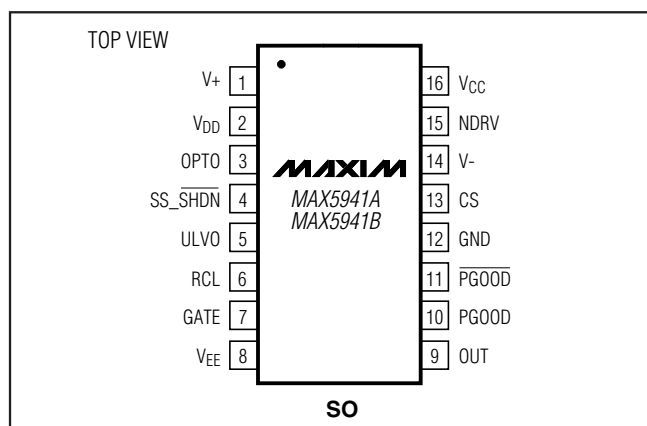 TOP VIEW
V+ 1
VDD 2
OPTO 3
SS_SHDN 4
ULVO 5
RCL 6
GATE 7
VEE 8
MAXIM
MAX5941A
MAX5941B
16 VCC
15 NDRV
14 V-
13 CS
12 GND
11 PGOOD
10 PGOOD
9 OUT
SO